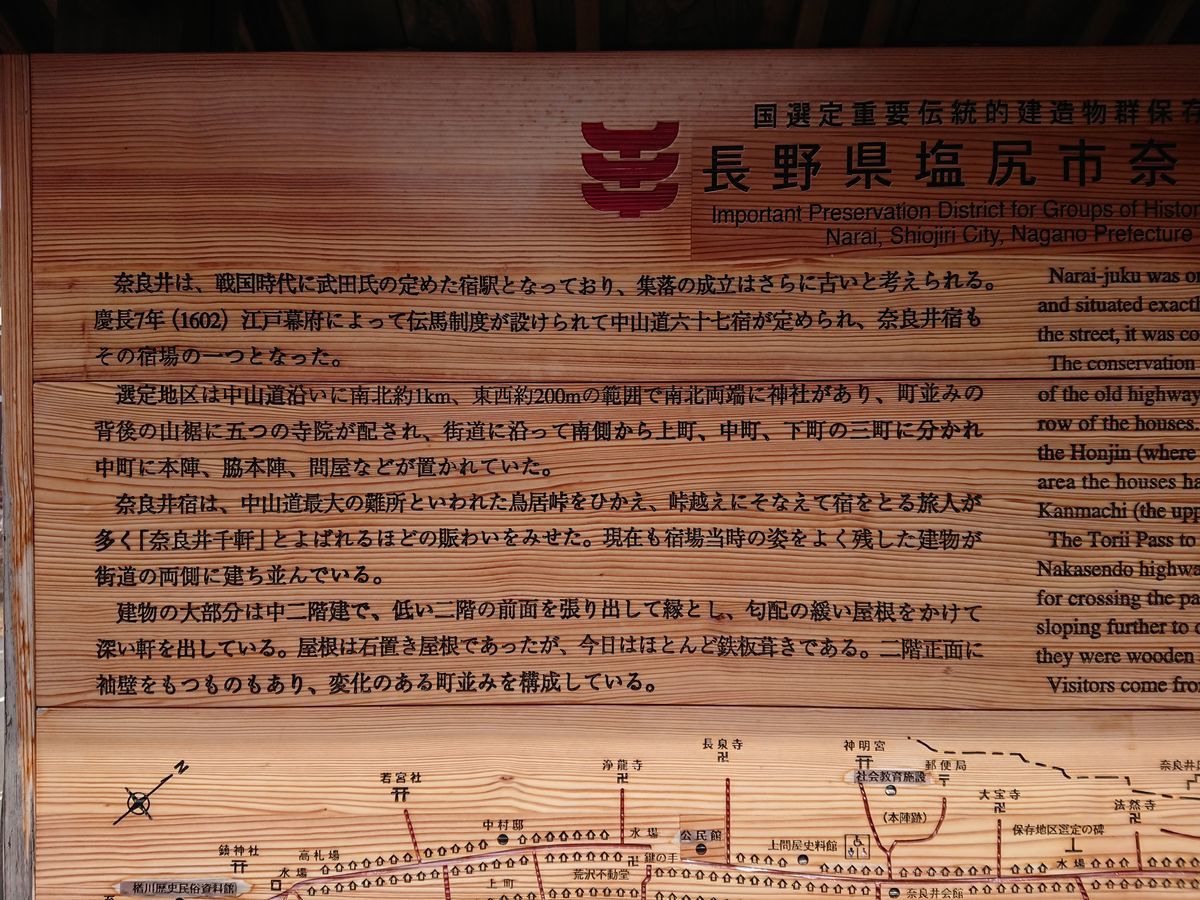 国選定重要伝統的建造物群保存
長野県塩尻市奈
Important Preservation District for Groups of Histor
Narai, Shiojiri City, Nagano Prefecture
奈良井は、戦国時代に武田氏の定めた宿駅となっており、集落の成立はさらに古いと考えられる。
慶長7年(1602)江戸幕府によって伝馬制度が設けられて中山道六十七宿が定められ、奈良井宿も
その宿場の一つとなった。
選定地区は中山道沿いに南北約1km、東西約200mの範囲で南北両端に神社があり、町並みの
背後の山裾に五つの寺院が配され、街道に沿って南側から上町、中町、下町の三町に分かれ
中町に本陣、脇本陣、問屋などが置かれていた。
奈良井宿は、中山道最大の難所といわれた鳥居峠をひかえ、峠越えにそなえて宿をとる旅人が
多く「奈良井千軒」とよばれるほどの賑わいをみせた。現在も宿場当時の姿をよく残した建物が
街道の両側に建ち並んでいる。
建物の大部分は中二階建で、低い二階の前面を張り出して縁とし、匂配の緩い屋根をかけて
深い軒を出している。屋根は石置き屋根であったが、今日はほとんど鉄板葺きである。二階正面に
袖壁をもつものもあり、変化のある町並みを構成している。
Narai-juku was or
and situated exactl
the street, it was co
The conservation
of the old highway
row of the houses.
the Honjin (where
area the houses ha
Kanmachi (the upp
The Torii Pass to
Nakasendo highwa
for crossing the pa
sloping further to c
they were wooden
Visitors come fro
N
若宮社
浄龍寺
長泉寺
神明宮
社会教育施設
郵便局
(本陣跡)
大宝寺
奈良井
法然寺
保存地区選定の碑
鎮神社
高札場
中村邸
水場
公民館
上問屋史料館
水場
水場
鍵の手
楢川歴史民俗資料館
上町
荒沢不動堂
奈良井会館